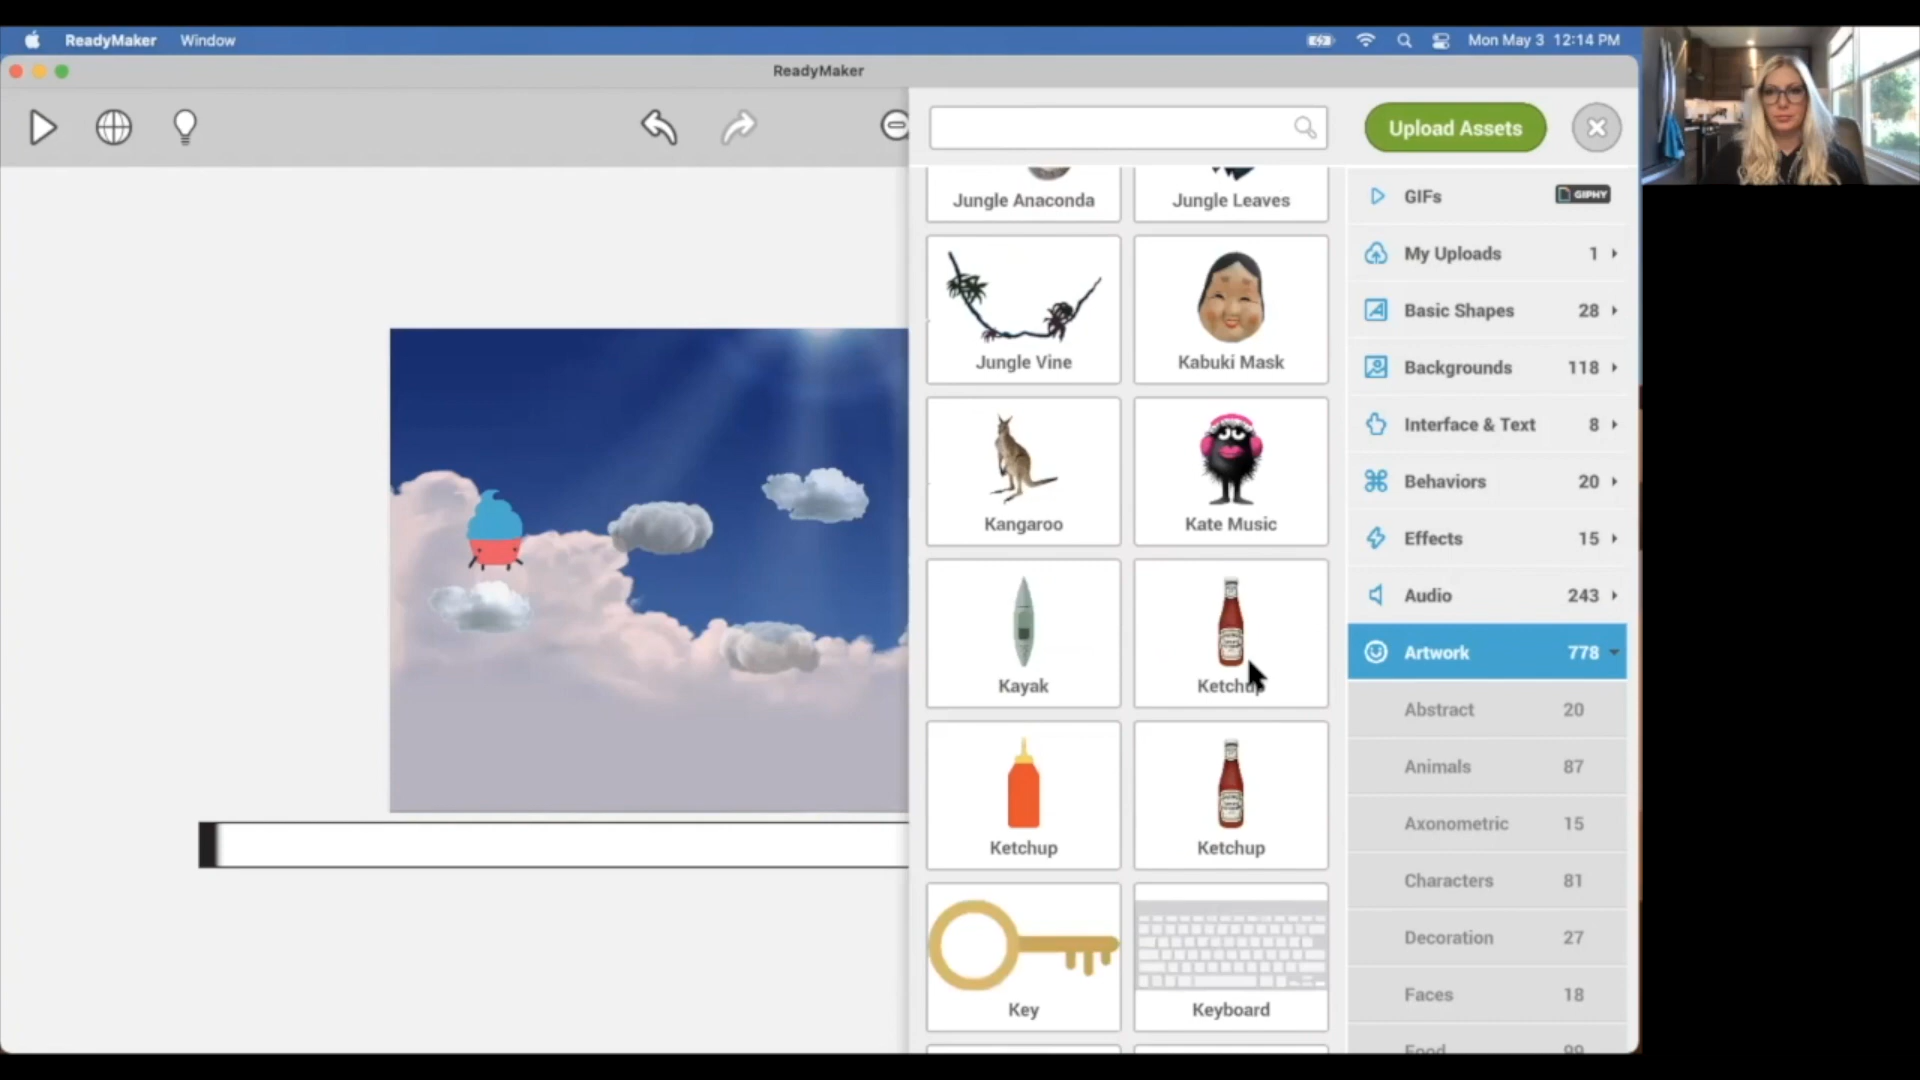 ReadyMaker Window Mon May 3 12:14 PM
ReadyMaker
Upload Assets
Jungle Anaconda
Jungle Leaves
Jungle Vine
Kabuki Mask
Kangaroo
Kate Music
Kayak
Ketchup
Ketchup
Ketchup
Key
Keyboard
GIFs GIPHY
My Uploads 1
Basic Shapes 28
Backgrounds 118
Interface & Text 8
Behaviors 20
Effects 15
Audio 243
Artwork 778
Abstract 20
Animals 87
Axonometric 15
Characters 81
Decoration 27
Faces 18
Food 99